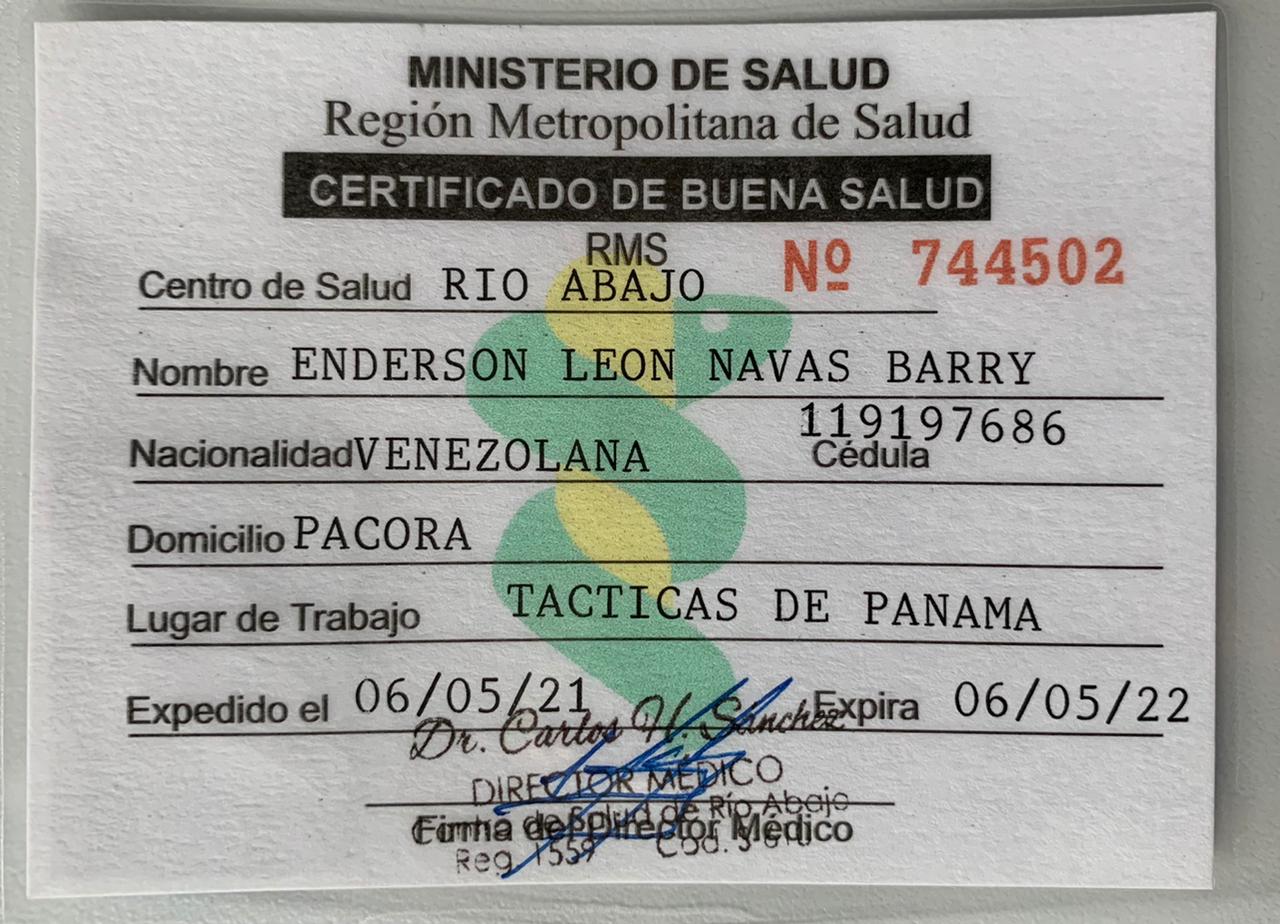 MINISTERIO DE SALUD
Región Metropolitana de Salud
CERTIFICADO DE BUENA SALUD
RMS
Nº 744502
Centro de Salud RIO ABAJO
Nombre ENDERSON LEON NAVAS BARRY
119197686
Nacionalidad VENEZOLANA Cédula
Domicilio PACORA
Lugar de Trabajo TACTICAS DE PANAMA
Expedido el 06/05/21 Expira 06/05/22
Dr. Carlos H. Sánchez
DIRECTOR MÉDICO
Centro de Salud de Río Abajo
Firma del Director Médico
Reg. 1559 Cod.